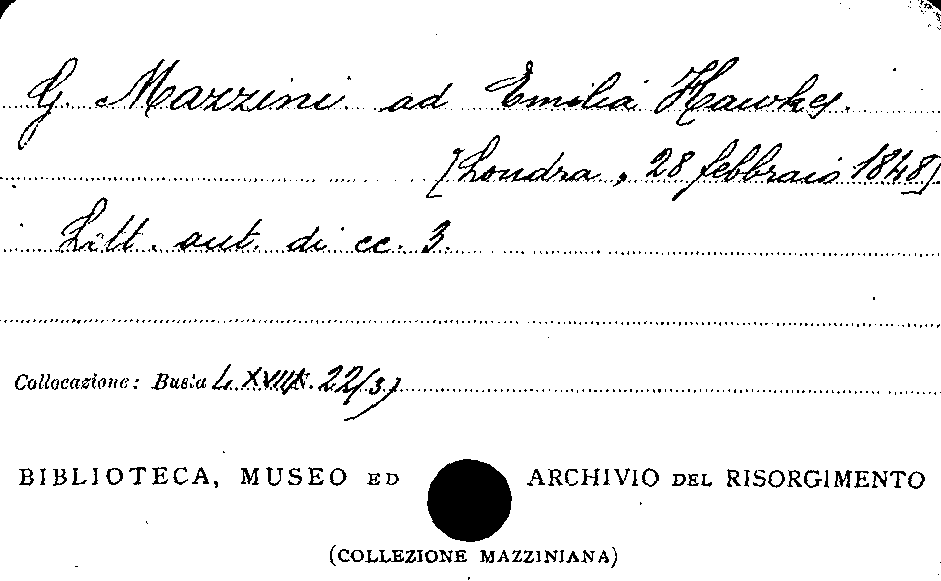 G. Mazzini ad Emilia Hawkes.
[Londra, 28 febbraio 1848]
Lett. aut. di cc. 3.
Collocazione: Busta L XVIII N. 22/3)
BIBLIOTECA, MUSEO ED ARCHIVIO DEL RISORGIMENTO
(COLLEZIONE MAZZINIANA)